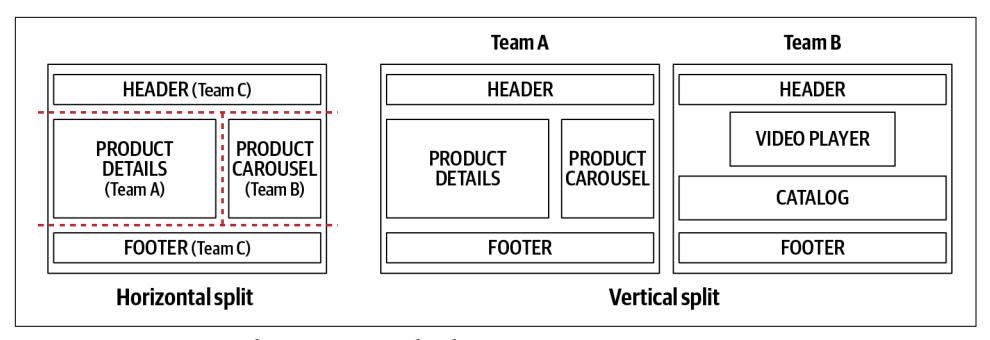 Team A
Team B
HEADER (Team C)
PRODUCT
DETAILS
(Team A)
PRODUCT
CAROUSEL
(Team B)
FOOTER (Team C)
Horizontal split
HEADER
PRODUCT
DETAILS
PRODUCT
CAROUSEL
FOOTER
HEADER
VIDEO PLAYER
CATALOG
FOOTER
Vertical split